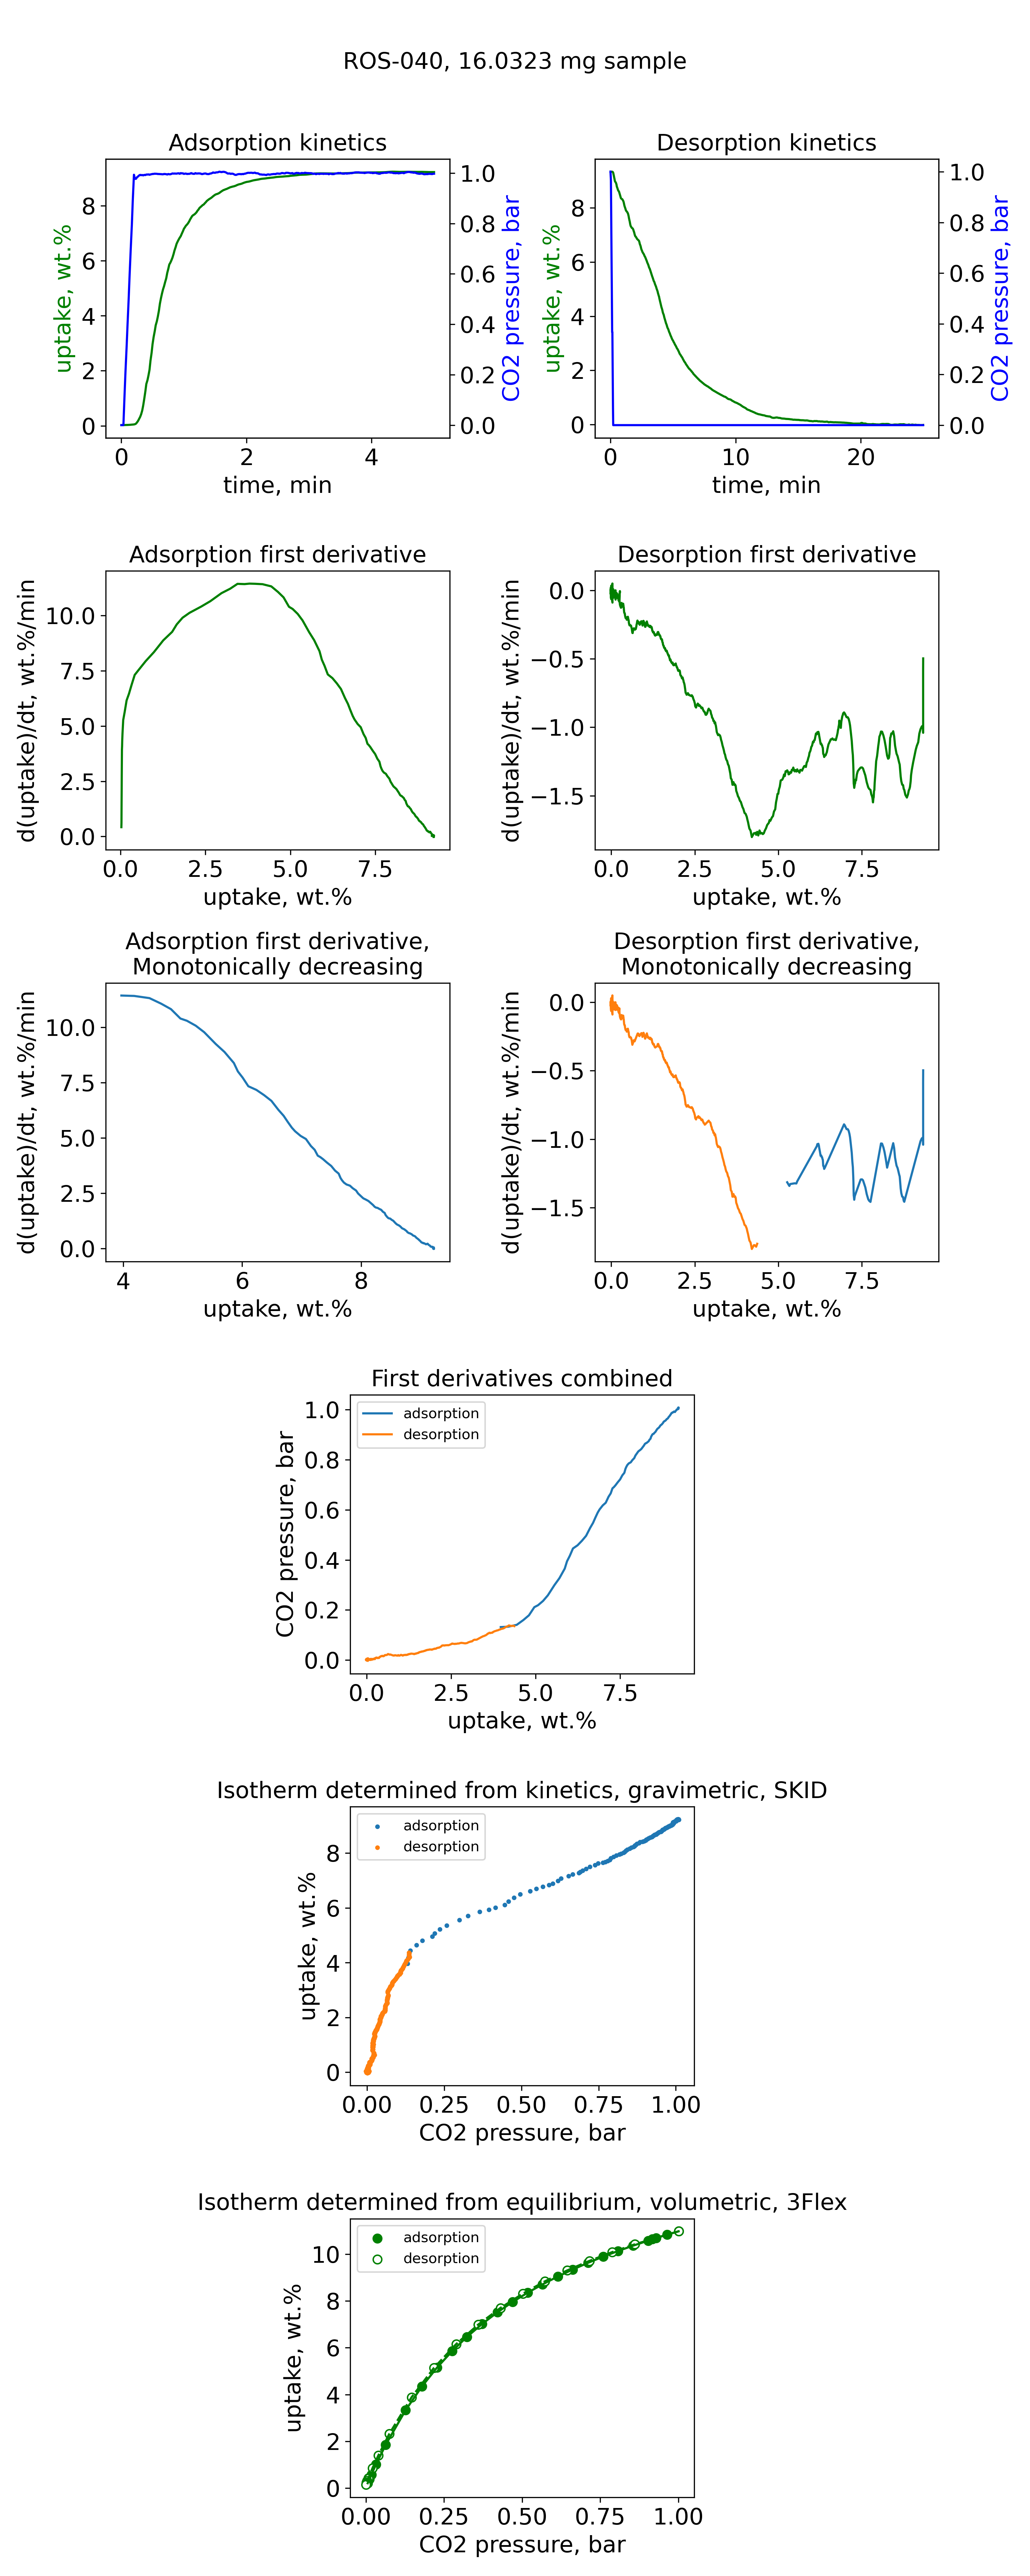 ROS-040, 16.0323 mg sample
Adsorption kinetics
uptake, wt.%
8
6
4
2
0
1.0
0.8
0.6
0.4
0.2
0.0
CO2 pressure, bar
0 2 4
time, min
Desorption kinetics
uptake, wt.%
8
6
4
2
0
1.0
0.8
0.6
0.4
0.2
0.0
CO2 pressure, bar
0 10 20
time, min
Adsorption first derivative
d(uptake)/dt, wt.%/min
10.0
7.5
5.0
2.5
0.0
0.0 2.5 5.0 7.5
uptake, wt.%
Desorption first derivative
d(uptake)/dt, wt.%/min
0.0
−0.5
−1.0
−1.5
0.0 2.5 5.0 7.5
uptake, wt.%
Adsorption first derivative,
Monotonically decreasing
d(uptake)/dt, wt.%/min
10.0
7.5
5.0
2.5
0.0
4 6 8
uptake, wt.%
Desorption first derivative,
Monotonically decreasing
d(uptake)/dt, wt.%/min
0.0
−0.5
−1.0
−1.5
0.0 2.5 5.0 7.5
uptake, wt.%
First derivatives combined
adsorption
desorption
CO2 pressure, bar
1.0
0.8
0.6
0.4
0.2
0.0
0.0 2.5 5.0 7.5
uptake, wt.%
Isotherm determined from kinetics, gravimetric, SKID
adsorption
desorption
uptake, wt.%
8
6
4
2
0
0.00 0.25 0.50 0.75 1.00
CO2 pressure, bar
Isotherm determined from equilibrium, volumetric, 3Flex
adsorption
desorption
uptake, wt.%
10
8
6
4
2
0
0.00 0.25 0.50 0.75 1.00
CO2 pressure, bar